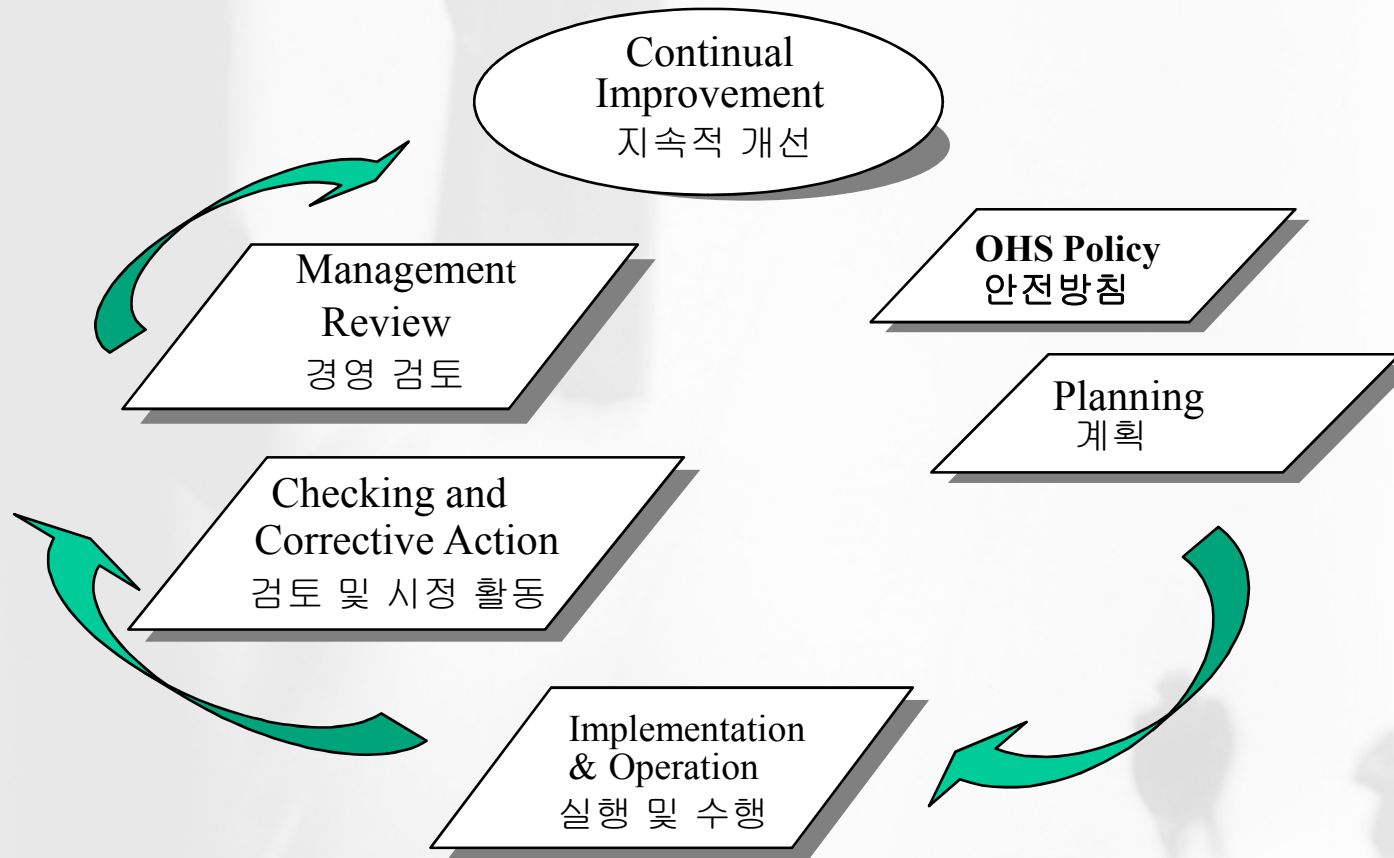 Continual
Improvement
지속적 개선
OHS Policy
안전방침
Planning
계획
Implementation
& Operation
실행 및 수행
Checking and
Corrective Action
검토 및 시정 활동
Management
Review
경영 검토